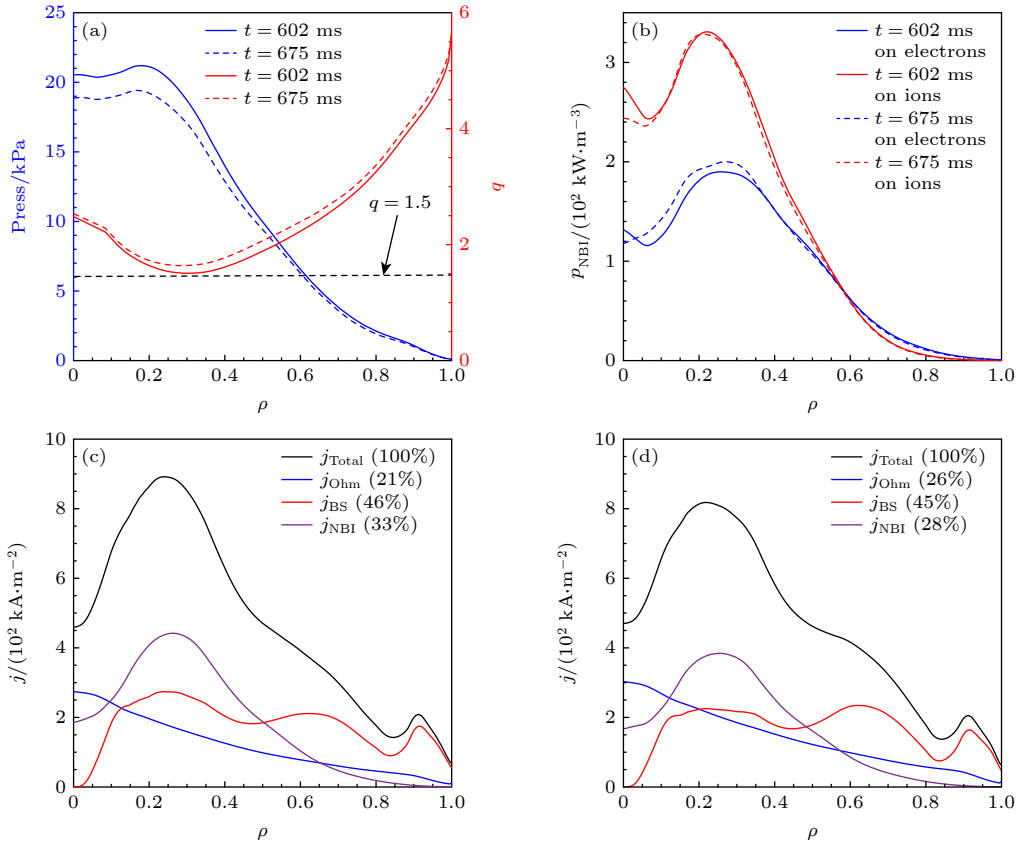 (a)
t = 602 ms
t = 675 ms
t = 602 ms
t = 675 ms
q = 1.5
Press/kPa
25
20
15
10
5
0
q
6
4
2
0
0
0.2
0.4
0.6
0.8
1.0
ρ
(b)
t = 602 ms
on electrons
t = 602 ms
on ions
t = 675 ms
on electrons
t = 675 ms
on ions
p_NBI/(10² kW·m⁻³)
3
2
1
0
0
0.2
0.4
0.6
0.8
1.0
ρ
(c)
j_Total (100%)
j_Ohm (21%)
j_BS (46%)
j_NBI (33%)
j/(10² kA·m⁻²)
10
8
6
4
2
0
0
0.2
0.4
0.6
0.8
1.0
ρ
(d)
j_Total (100%)
j_Ohm (26%)
j_BS (45%)
j_NBI (28%)
j/(10² kA·m⁻²)
10
8
6
4
2
0
0
0.2
0.4
0.6
0.8
1.0
ρ